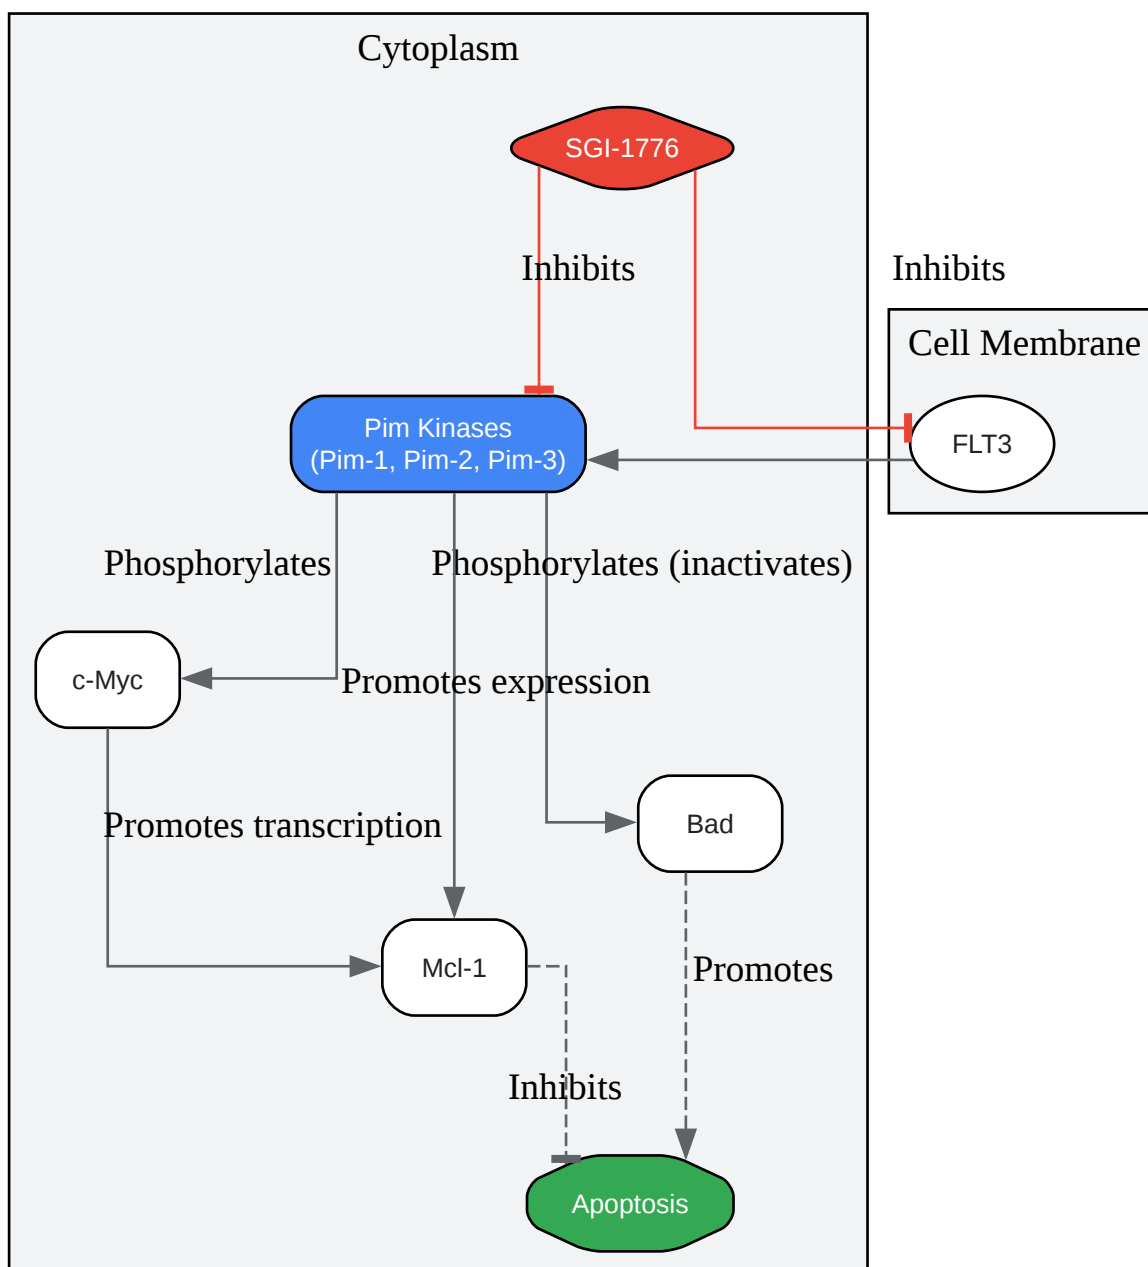 Cytoplasm
SGI-1776
Inhibits
Inhibits
Cell Membrane
Pim Kinases
(Pim-1, Pim-2, Pim-3)
FLT3
Phosphorylates
Phosphorylates (inactivates)
c-Myc
Promotes expression
Promotes transcription
Bad
Mcl-1
Promotes
Inhibits
Apoptosis